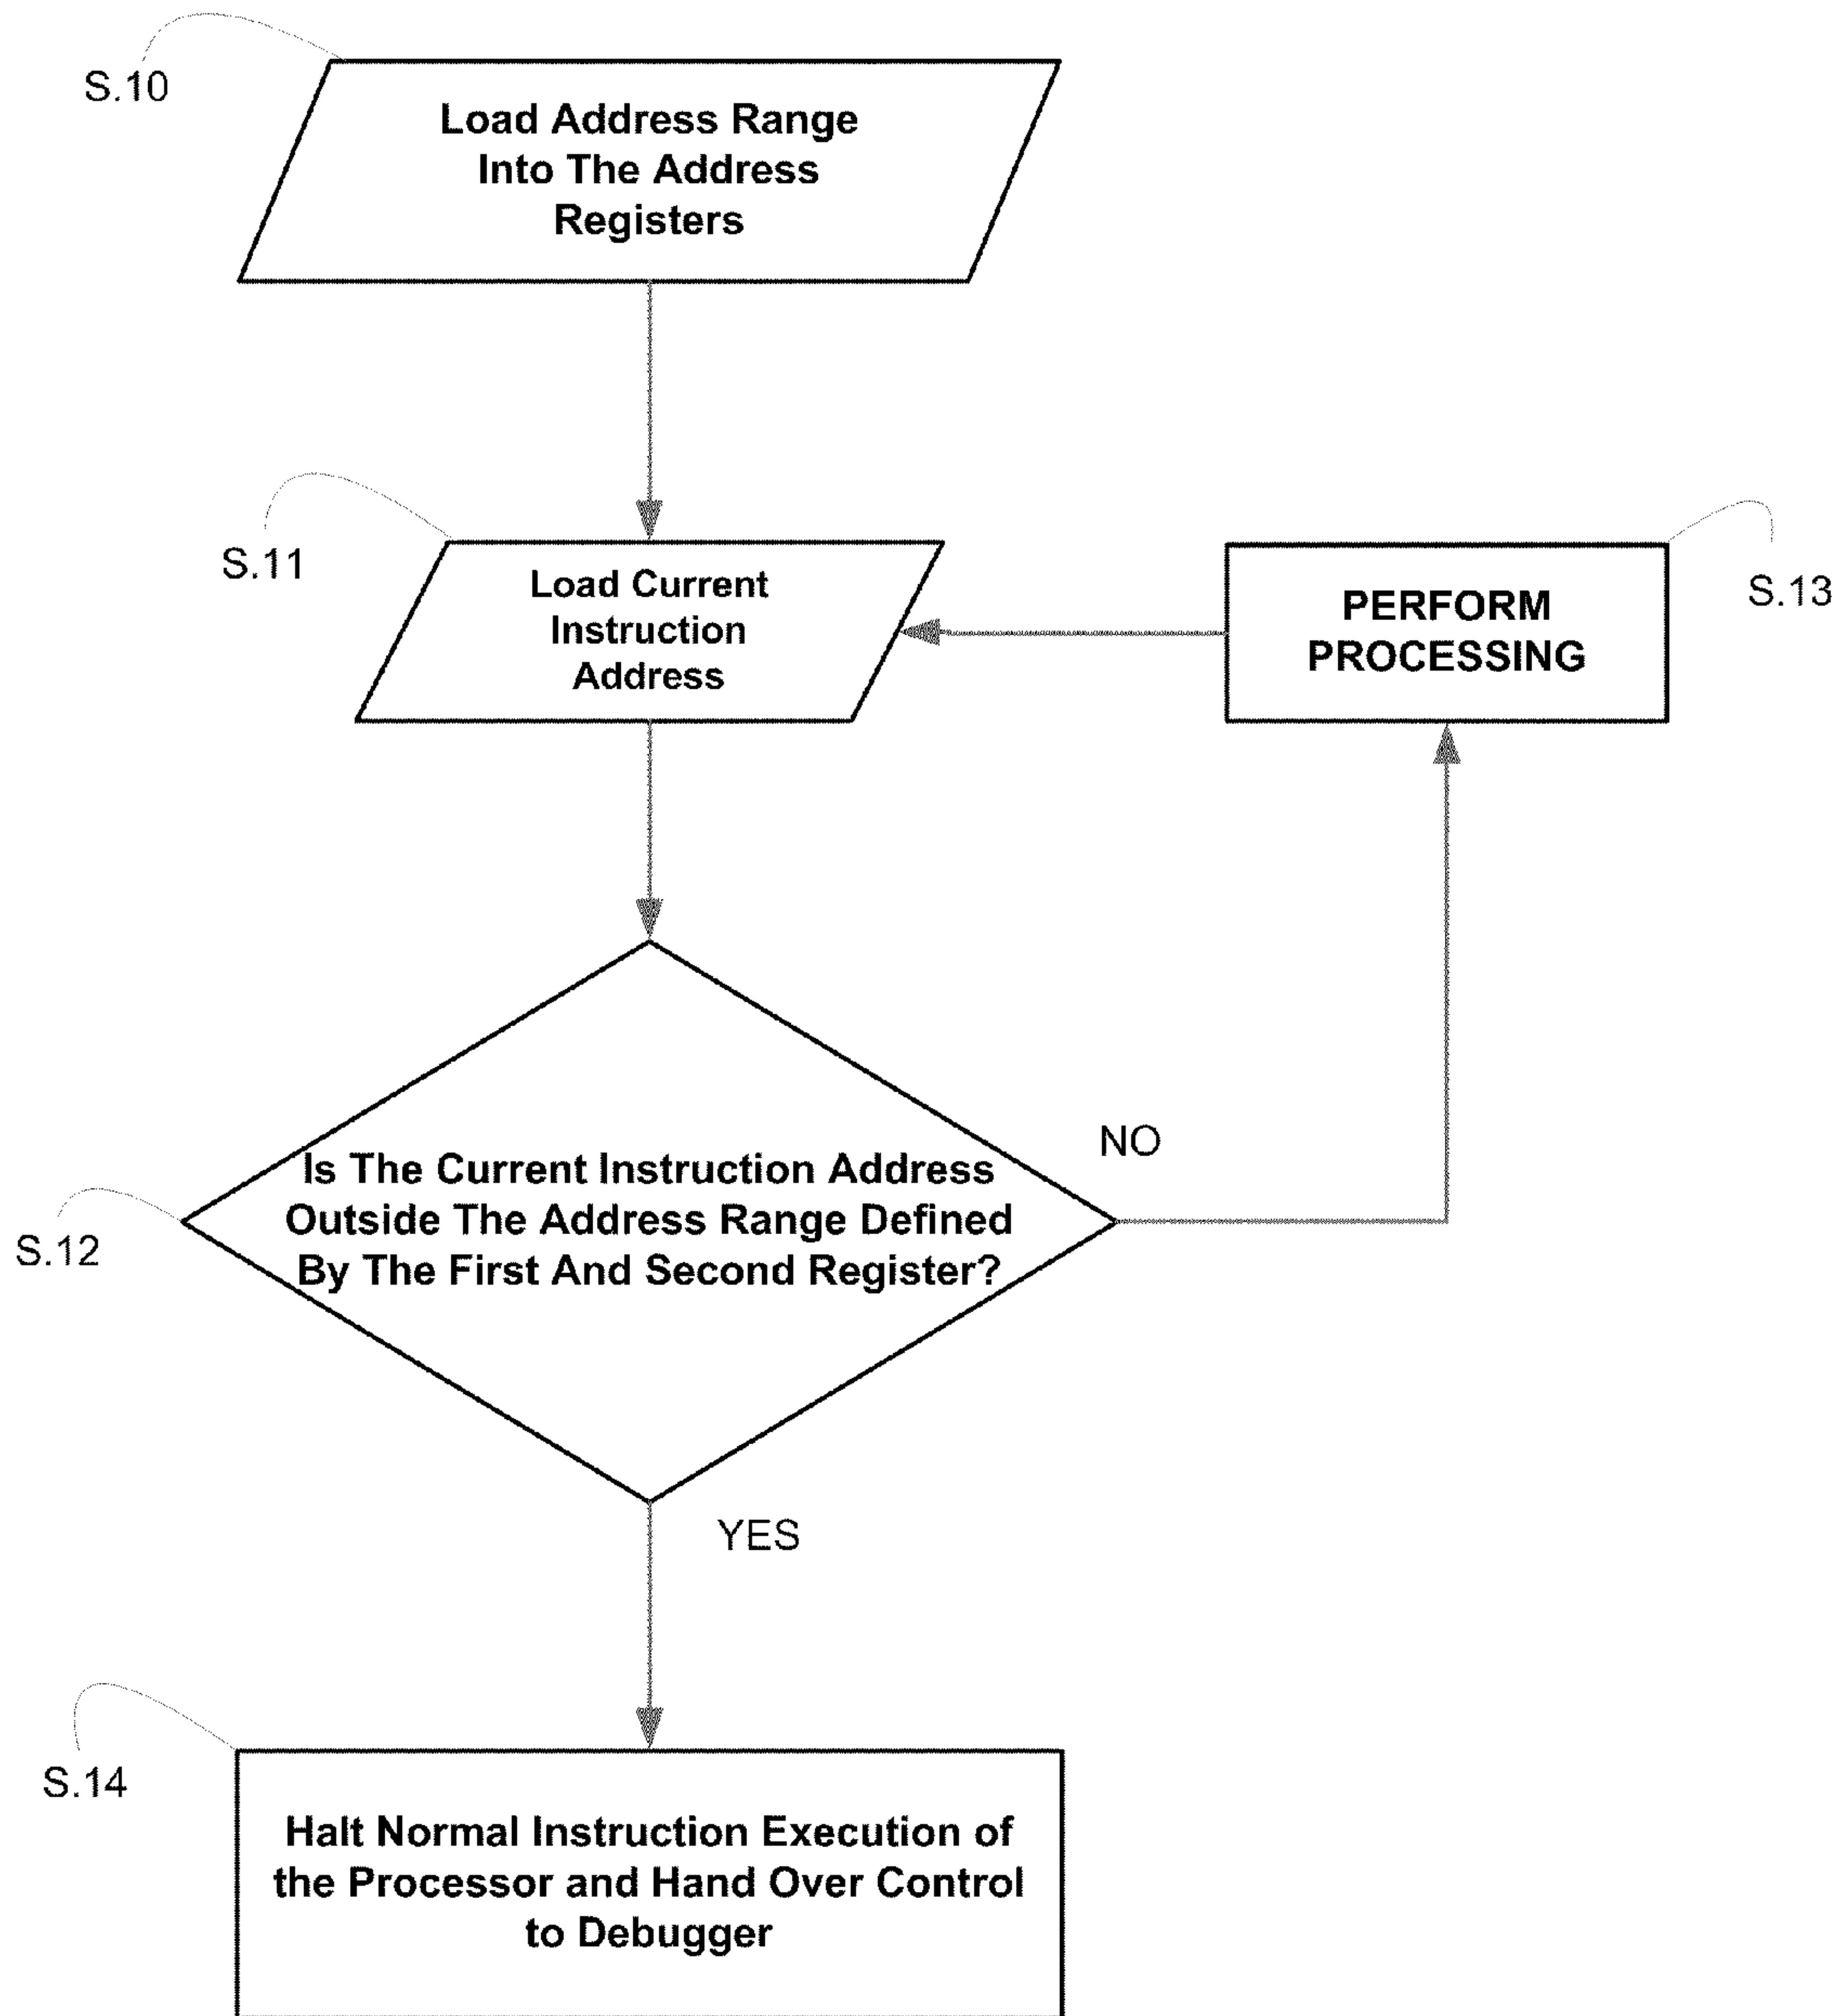 S.10
Load Address Range
Into The Address
Registers
S.11
Load Current
Instruction
Address
PERFORM
PROCESSING
S.13
NO
Is The Current Instruction Address
Outside The Address Range Defined
By The First And Second Register?
S.12
YES
S.14
Halt Normal Instruction Execution of
the Processor and Hand Over Control
to Debugger